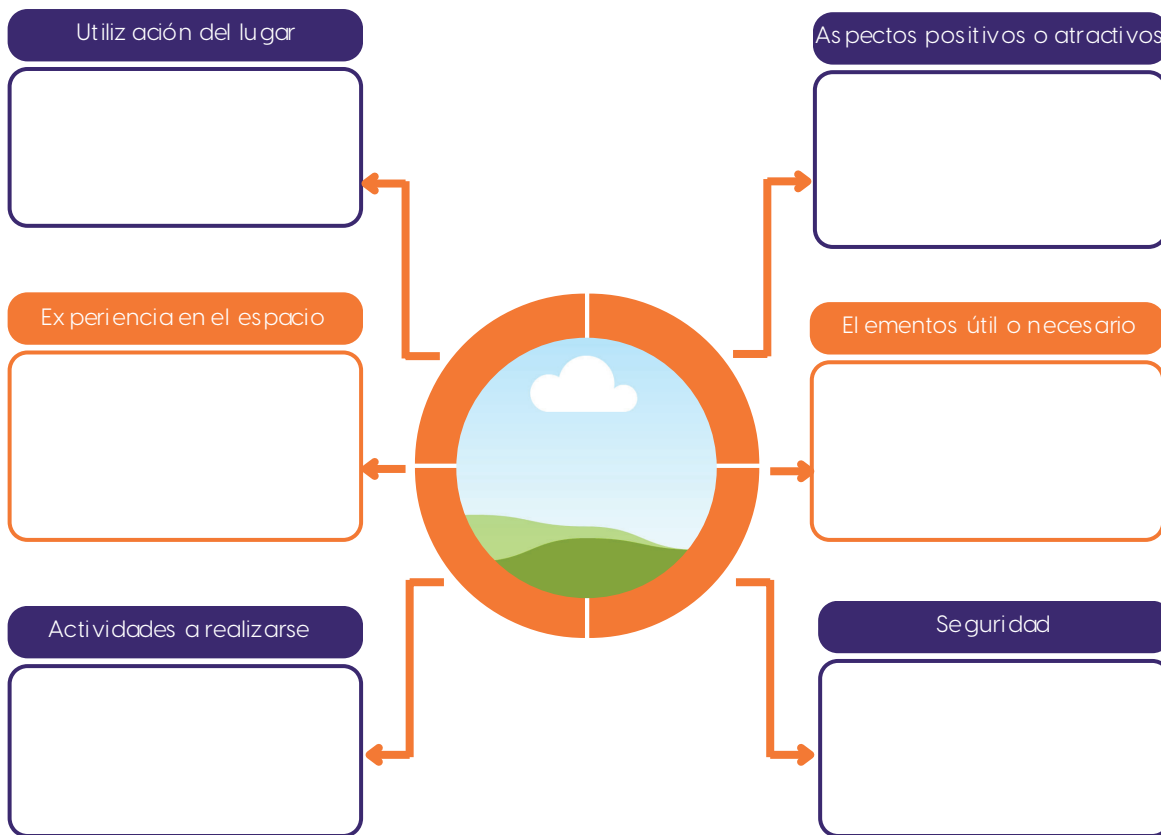 Utilización del lugar
Aspectos positivos o atractivos
Experiencia en el espacio
Elementos útil o necesario
Actividades a realizarse
Seguridad